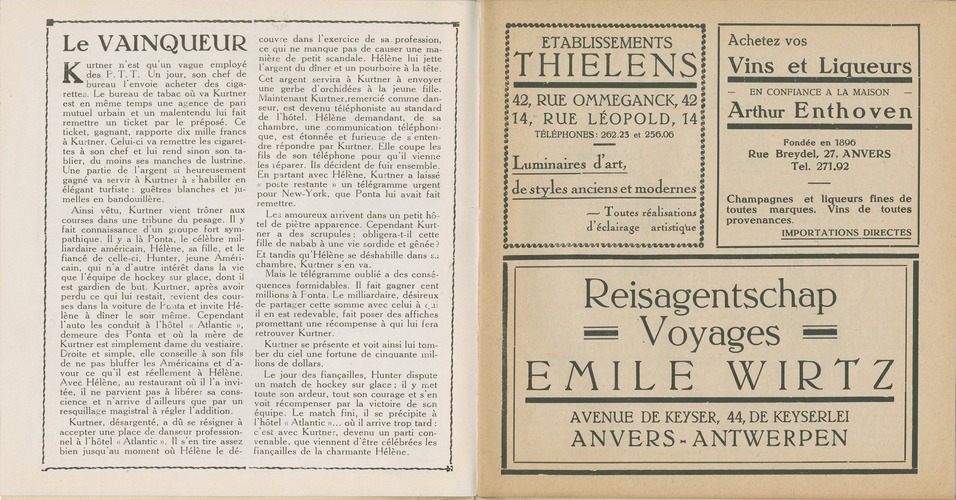 Le VAINQUEUR
Kurtner n'est qu'un vague employé
des P. T. T. Un jour, son chef de
bureau l'envoie acheter des ciga-
rettes. Le bureau de tabac où va Kurtner
est en même temps une agence de pari
mutuel urbain et un malentendu lui fait
remettre un ticket par le préposé. Ce
ticket, gagnant, rapporte dix mille francs
à Kurtner. Celui-ci va remettre les cigaret-
tes à son chef et lui rend sinon son ta-
blier, du moins ses manches de lustrine.
Une partie de l'argent si heureusement
gagné va servir à Kurtner à s'habiller en
élégant turfiste : guêtres blanches et ju-
melles en bandouillère.
Ainsi vêtu, Kurtner vient trôner aux
courses dans une tribune du pesage. Il y
fait connaissance d'un groupe fort sym-
pathique. Il y a là Ponta, le célèbre mil-
liardaire américain, Hélène, sa fille, et le
fiancé de celle-ci, Hunter, jeune Améri-
cain, qui n'a d'autre intérêt dans la vie
que l'équipe de hockey sur glace, dont il
est gardien de but. Kurtner, après avoir
perdu ce qui lui restait, revient des cour-
ses dans la voiture de Ponta et invite Hé-
lène à dîner le soir même. Cependant
l'auto les conduit à l'hôtel « Atlantic »,
demeure des Ponta et où la mère de
Kurtner est simplement dame du vestiaire.
Droite et simple, elle conseille à son fils
de ne pas bluffer les Américains et d'a-
vouer ce qu'il est réellement à Hélène.
Avec Hélène, au restaurant où il l'a invi-
tée, il ne parvient pas à libérer sa cons-
cience et n'arrive d'ailleurs que par un
resquillage magistral à régler l'addition.
Kurtner, désargenté, a dû se résigner à
accepter une place de danseur profession-
nel à l'hôtel « Atlantic ». Il s'en tire assez
bien jusqu'au moment où Hélène le dé-
couvre dans l'exercice de sa profession,
ce qui ne manque pas de causer une ma-
nière de petit scandale. Hélène lui jette
l'argent du dîner et un pourboire à la tête.
Cet argent servira à Kurtner à envoyer
une gerbe d'orchidées à la jeune fille.
Maintenant Kurtner, remercié comme dan-
seur, est devenu téléphoniste au standard
de l'hôtel. Hélène demandant, de sa
chambre, une communication téléphoni-
que, est étonnée et furieuse de s'enten-
dre répondre par Kurtner. Elle coupe les
fils de son téléphone pour qu'il vienne
les réparer. Ils décident de fuir ensemble.
En partant avec Hélène, Kurtner a laissé
« poste restante » un télégramme urgent
pour New-York, que Ponta lui avait fait
remettre.
Les amoureux arrivent dans un petit hô-
tel de piètre apparence. Cependant Kurt-
ner a des scrupules : obligera-t-il cette
fille de nabab à une vie sordide et gênée ?
Et tandis qu'Hélène se déshabille dans sa
chambre, Kurtner s'en va.
Mais le télégramme oublié a des consé-
quences formidables. Il fait gagner cent
millions à Ponta. Le milliardaire, désireux
de partager cette somme avec celui à qui
il en est redevable, fait poser des affiches
promettant une récompense à qui lui fera
retrouver Kurtner.
Kurtner se présente et voit ainsi lui tom-
ber du ciel une fortune de cinquante mil-
lions de dollars.
Le jour des fiançailles, Hunter dispute
un match de hockey sur glace ; il y met
toute son ardeur, tout son courage et s'en
voit récompenser par la victoire de son
équipe. Le match fini, il se précipite à
l'hôtel « Atlantic »... où il arrive trop tard :
c'est avec Kurtner, devenu un parti con-
venable, que viennent d'être célébrées les
fiançailles de la charmante Hélène.
ETABLISSEMENTS
THIELENS
42, RUE OMMEGANCK, 42
14, RUE LÉOPOLD, 14
TÉLÉPHONES : 262.23 et 256.06
Luminaires d'art,
de styles anciens et modernes
— Toutes réalisations
d'éclairage artistique
Achetez vos
Vins et Liqueurs
— EN CONFIANCE A LA MAISON —
Arthur Enthoven
Fondée en 1896
Rue Breydel, 27, ANVERS
Tel. 271.92
Champagnes et liqueurs fines de
toutes marques. Vins de toutes
provenances.
IMPORTATIONS DIRECTES
Reisagentschap
Voyages
EMILE WIRTZ
AVENUE DE KEYSER, 44, DE KEYSERLEI
ANVERS - ANTWERPEN